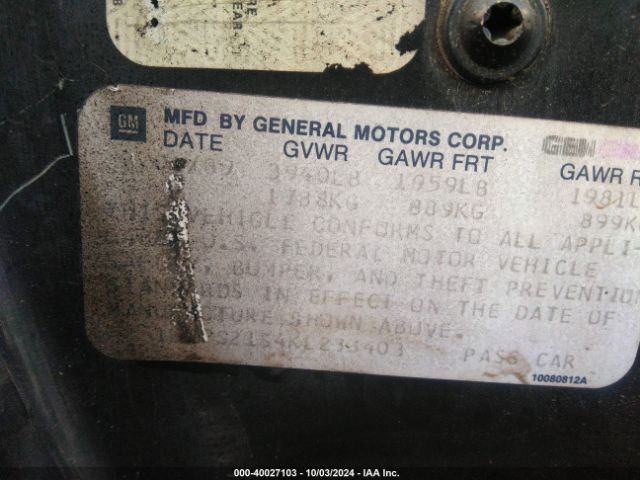 GM MFD BY GENERAL MOTORS CORP.
DATE GVWR GAWR FRT GAWR R
3940LB 1959LB 1981L
1788KG 889KG 899KG
VEHICLE CONFORMS TO ALL APPLI
U.S. FEDERAL MOTOR VEHICLE
BUMPER, AND THEFT PREVENTION
STANDARDS IN EFFECT ON THE DATE OF
MANUFACTURE SHOWN ABOVE.
PASS CAR
10080812A
000-40027103 - 10/03/2024 - IAA Inc.